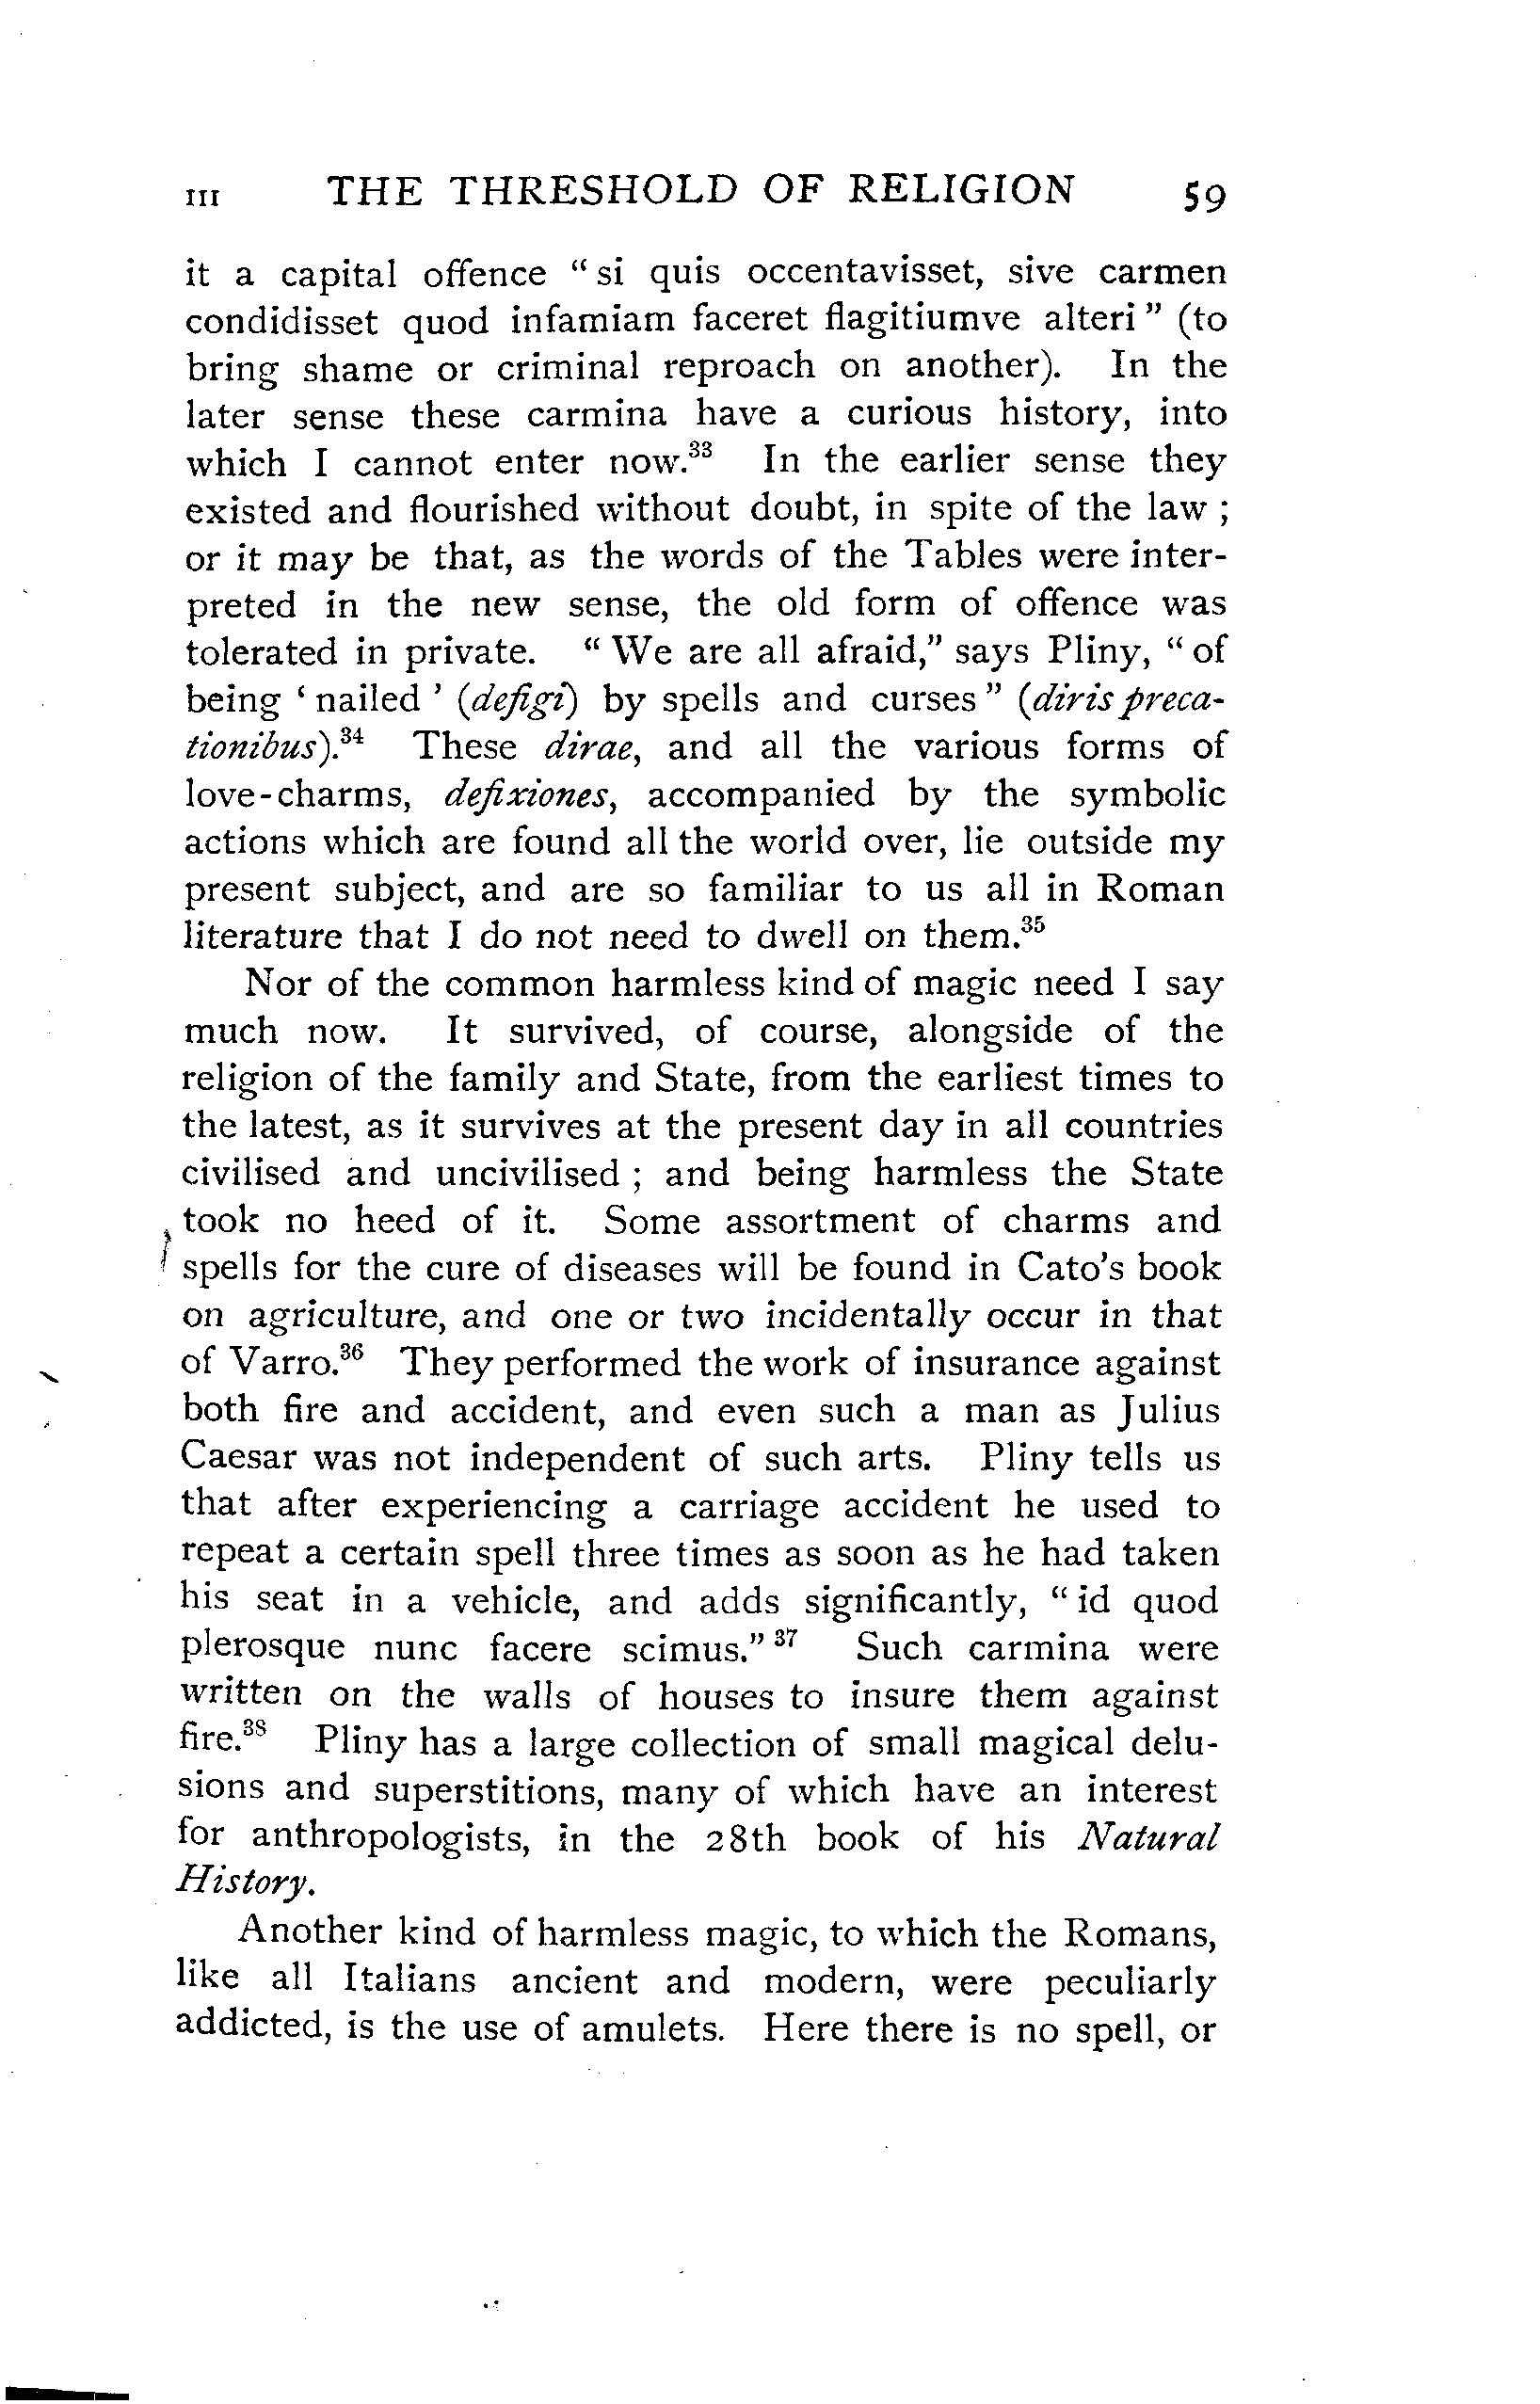 III THE THRESHOLD OF RELIGION 59
it a capital offence “ si quis occentavisset, sive carmen
condidisset quod infamiam faceret flagitiumve alteri ” (to
bring shame or criminal reproach on another). In the
later sense these carmina have a curious history, into
which I cannot enter now.³³ In the earlier sense they
existed and flourished without doubt, in spite of the law ;
or it may be that, as the words of the Tables were inter-
preted in the new sense, the old form of offence was
tolerated in private. “ We are all afraid,” says Pliny, “ of
being ‘ nailed ’ (defigi) by spells and curses ” (diris preca-
tionibus).³⁴ These dirae, and all the various forms of
love-charms, defixiones, accompanied by the symbolic
actions which are found all the world over, lie outside my
present subject, and are so familiar to us all in Roman
literature that I do not need to dwell on them.³⁵
Nor of the common harmless kind of magic need I say
much now. It survived, of course, alongside of the
religion of the family and State, from the earliest times to
the latest, as it survives at the present day in all countries
civilised and uncivilised ; and being harmless the State
took no heed of it. Some assortment of charms and
spells for the cure of diseases will be found in Cato’s book
on agriculture, and one or two incidentally occur in that
of Varro.³⁶ They performed the work of insurance against
both fire and accident, and even such a man as Julius
Caesar was not independent of such arts. Pliny tells us
that after experiencing a carriage accident he used to
repeat a certain spell three times as soon as he had taken
his seat in a vehicle, and adds significantly, “ id quod
plerosque nunc facere scimus.” ³⁷ Such carmina were
written on the walls of houses to insure them against
fire.³⁸ Pliny has a large collection of small magical delu-
sions and superstitions, many of which have an interest
for anthropologists, in the 28th book of his Natural
History.
Another kind of harmless magic, to which the Romans,
like all Italians ancient and modern, were peculiarly
addicted, is the use of amulets. Here there is no spell, or